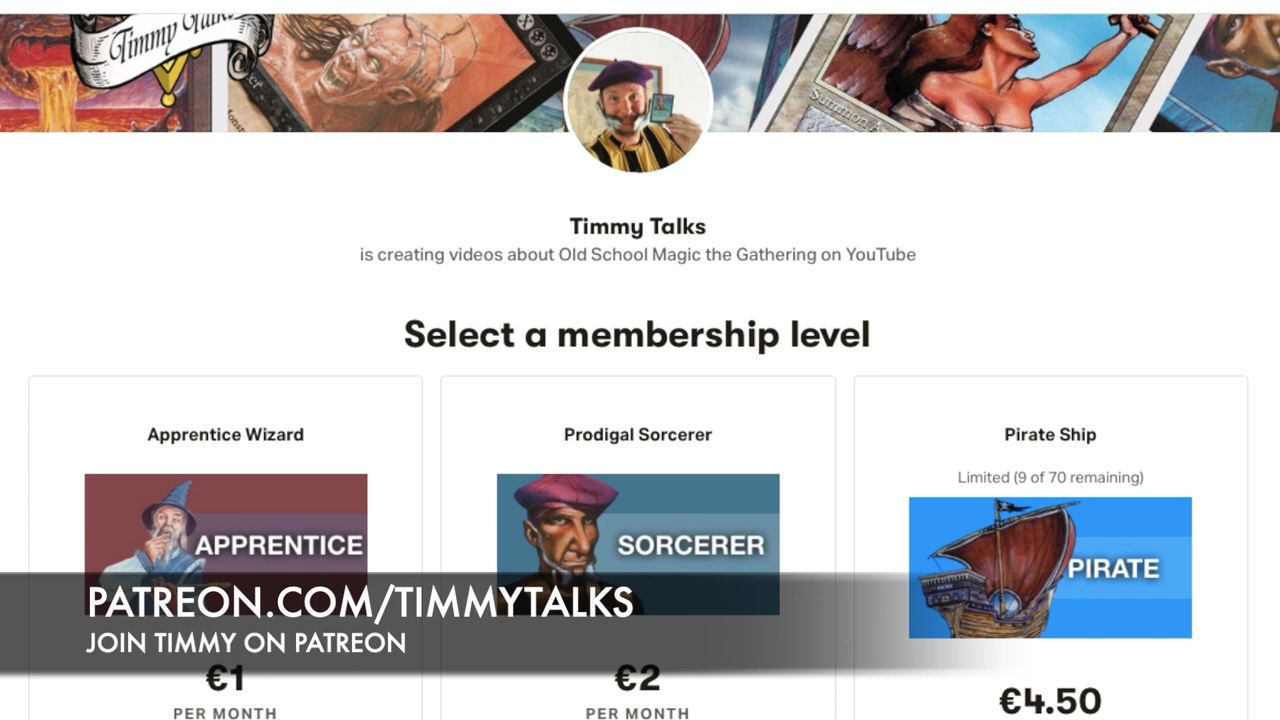 Timmy Talks
Summon A
Timmy Talks
is creating videos about Old School Magic the Gathering on YouTube
Select a membership level
Apprentice Wizard
Prodigal Sorcerer
Pirate Ship
Limited (9 of 70 remaining)
APPRENTICE
SORCERER
PIRATE
PATREON.COM/TIMMYTALKS
JOIN TIMMY ON PATREON
€1
€2
€4.50
PER MONTH
PER MONTH